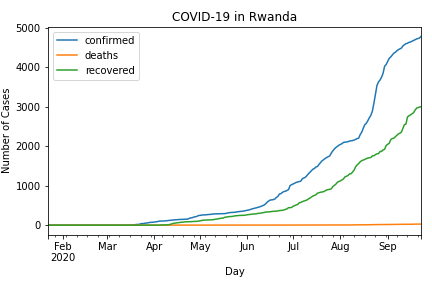 COVID-19 in Rwanda
confirmed
deaths
recovered
Number of Cases
5000
4000
3000
2000
1000
0
Feb Mar Apr May Jun Jul Aug Sep
2020
Day